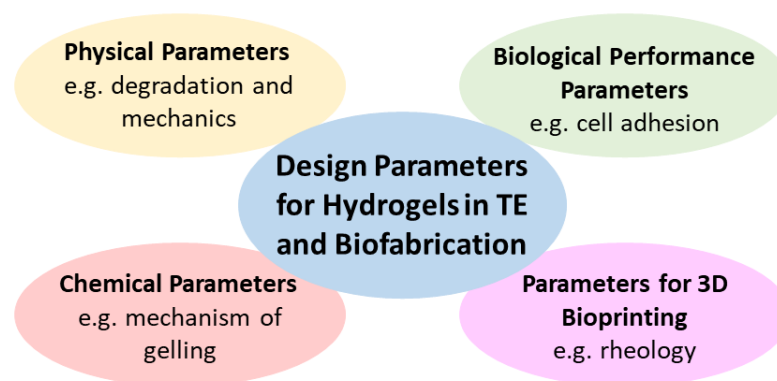 Physical Parameters
e.g. degradation and
mechanics
Biological Performance
Parameters
e.g. cell adhesion
Design Parameters
for Hydrogels in TE
and Biofabrication
Chemical Parameters
e.g. mechanism of
gelling
Parameters for 3D
Bioprinting
e.g. rheology